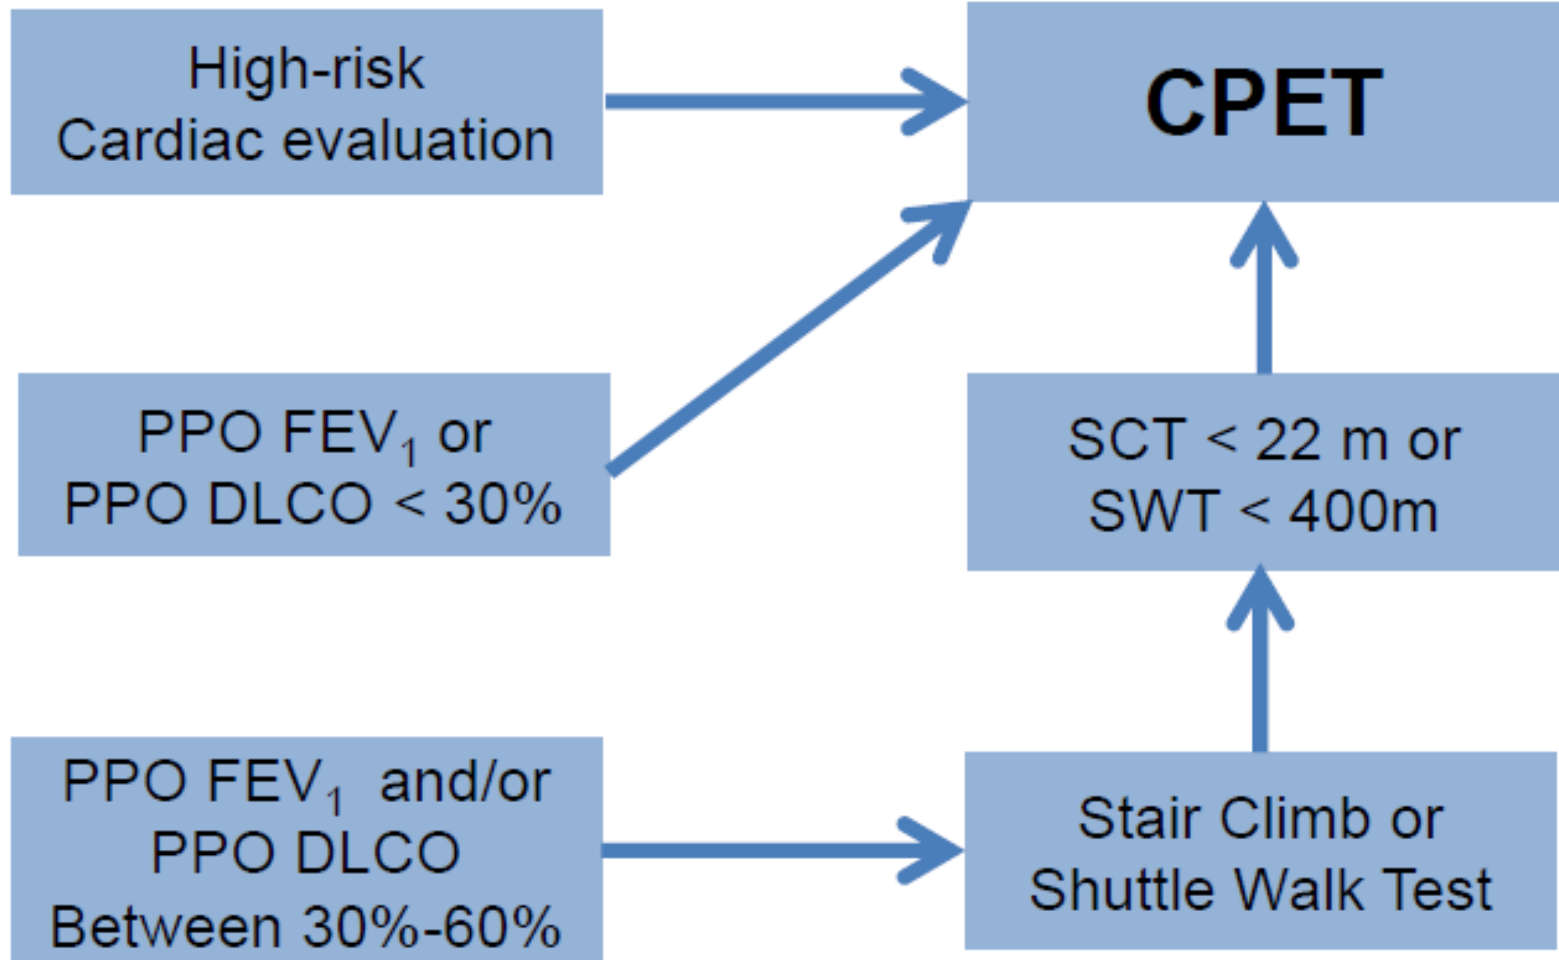 High-risk
Cardiac evaluation
CPET
PPO FEV₁ or
PPO DLCO < 30%
SCT < 22 m or
SWT < 400m
PPO FEV₁ and/or
PPO DLCO
Between 30%-60%
Stair Climb or
Shuttle Walk Test